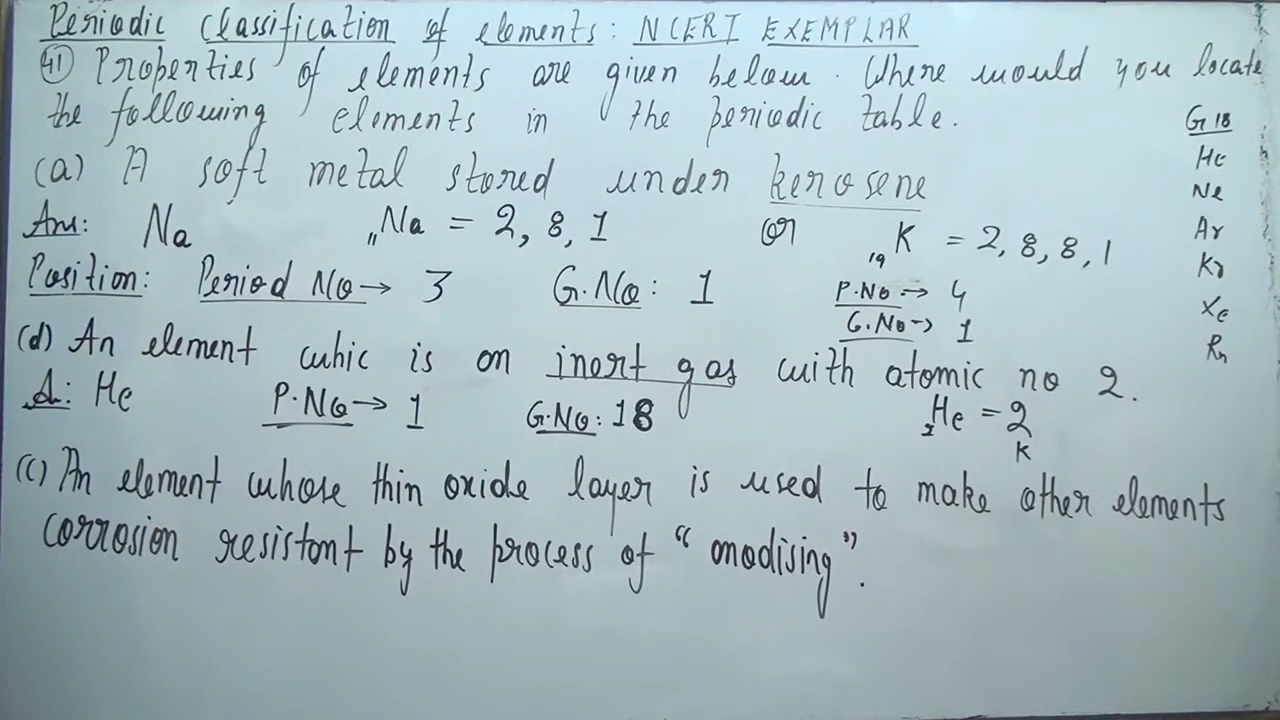 Periodic Classification of elements: NCERT EXEMPLAR
41 Properties of elements are given below. Where would you locate
the following elements in the periodic table.
G 18
He
Ne
Ar
Kr
Xe
Rn
(a) A soft metal stored under kerosene
Ans: Na 11Na = 2, 8, 1 or 19K = 2, 8, 8, 1
Position: Period No→ 3 G.No: 1
P.No→ 4
G.No→ 1
(d) An element whic is on inert gas with atomic no 2.
A: He P.No→ 1 G.No: 18 2He = 2
K
(c) An element whose thin oxide layer is used to make other elements
corrosion resistant by the process of "onodising".